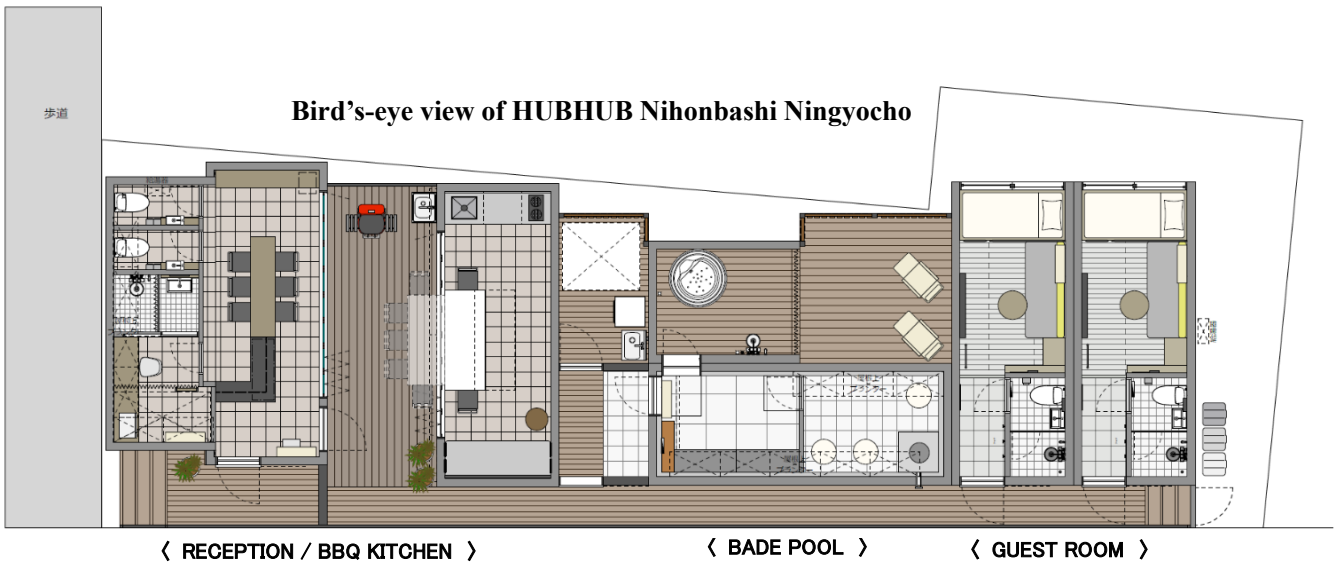 Bird's-eye view of HUBHUB Nihonbashi Ningyocho
歩道
〈 RECEPTION / BBQ KITCHEN 〉
〈 BADE POOL 〉
〈 GUEST ROOM 〉